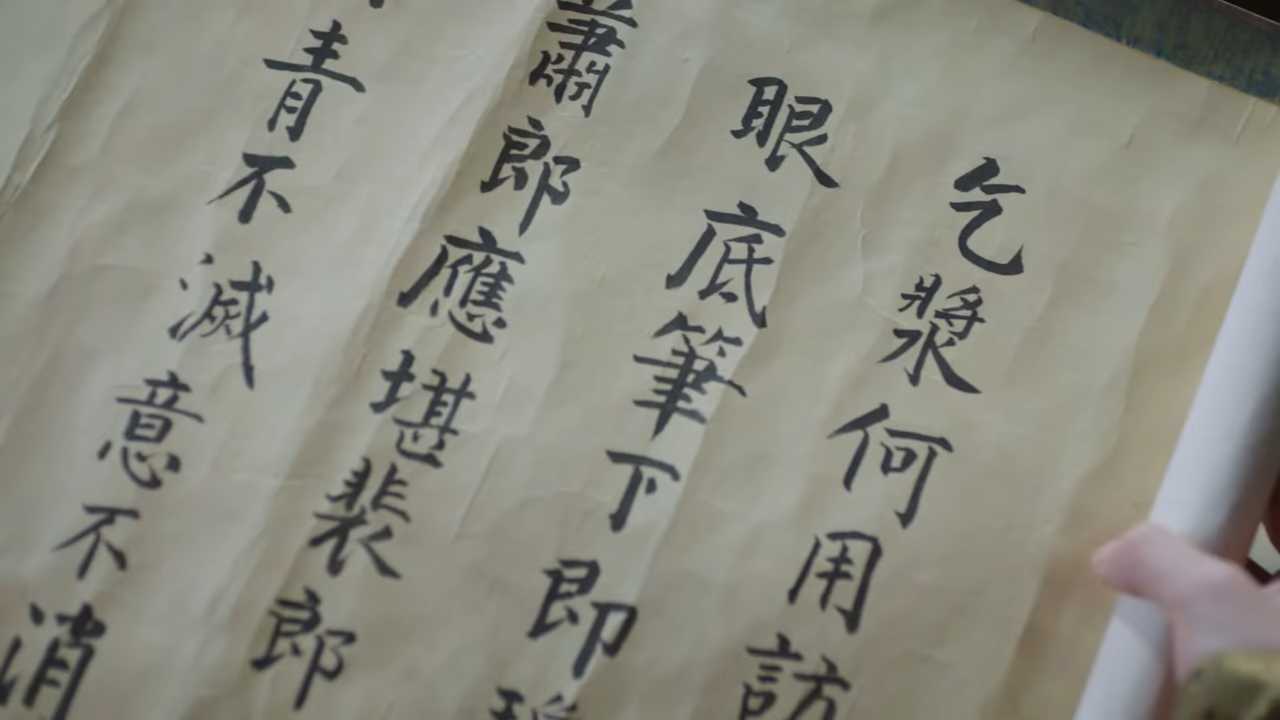 乞漿何用訪
眼底筆下即
蕭郎應堪裴郎
青不滅意不消